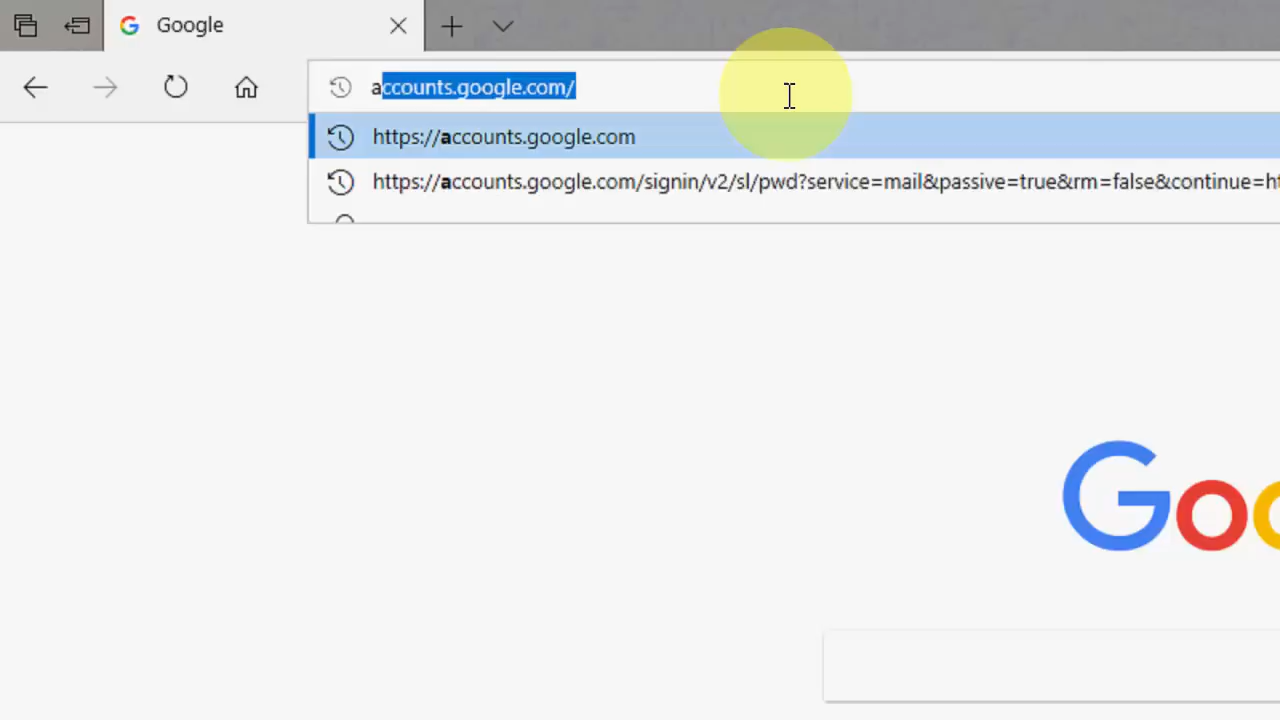 Google
accounts.google.com/
https://accounts.google.com
https://accounts.google.com/signin/v2/sl/pwd?service=mail&passive=true&rm=false&continue=ht
Goo